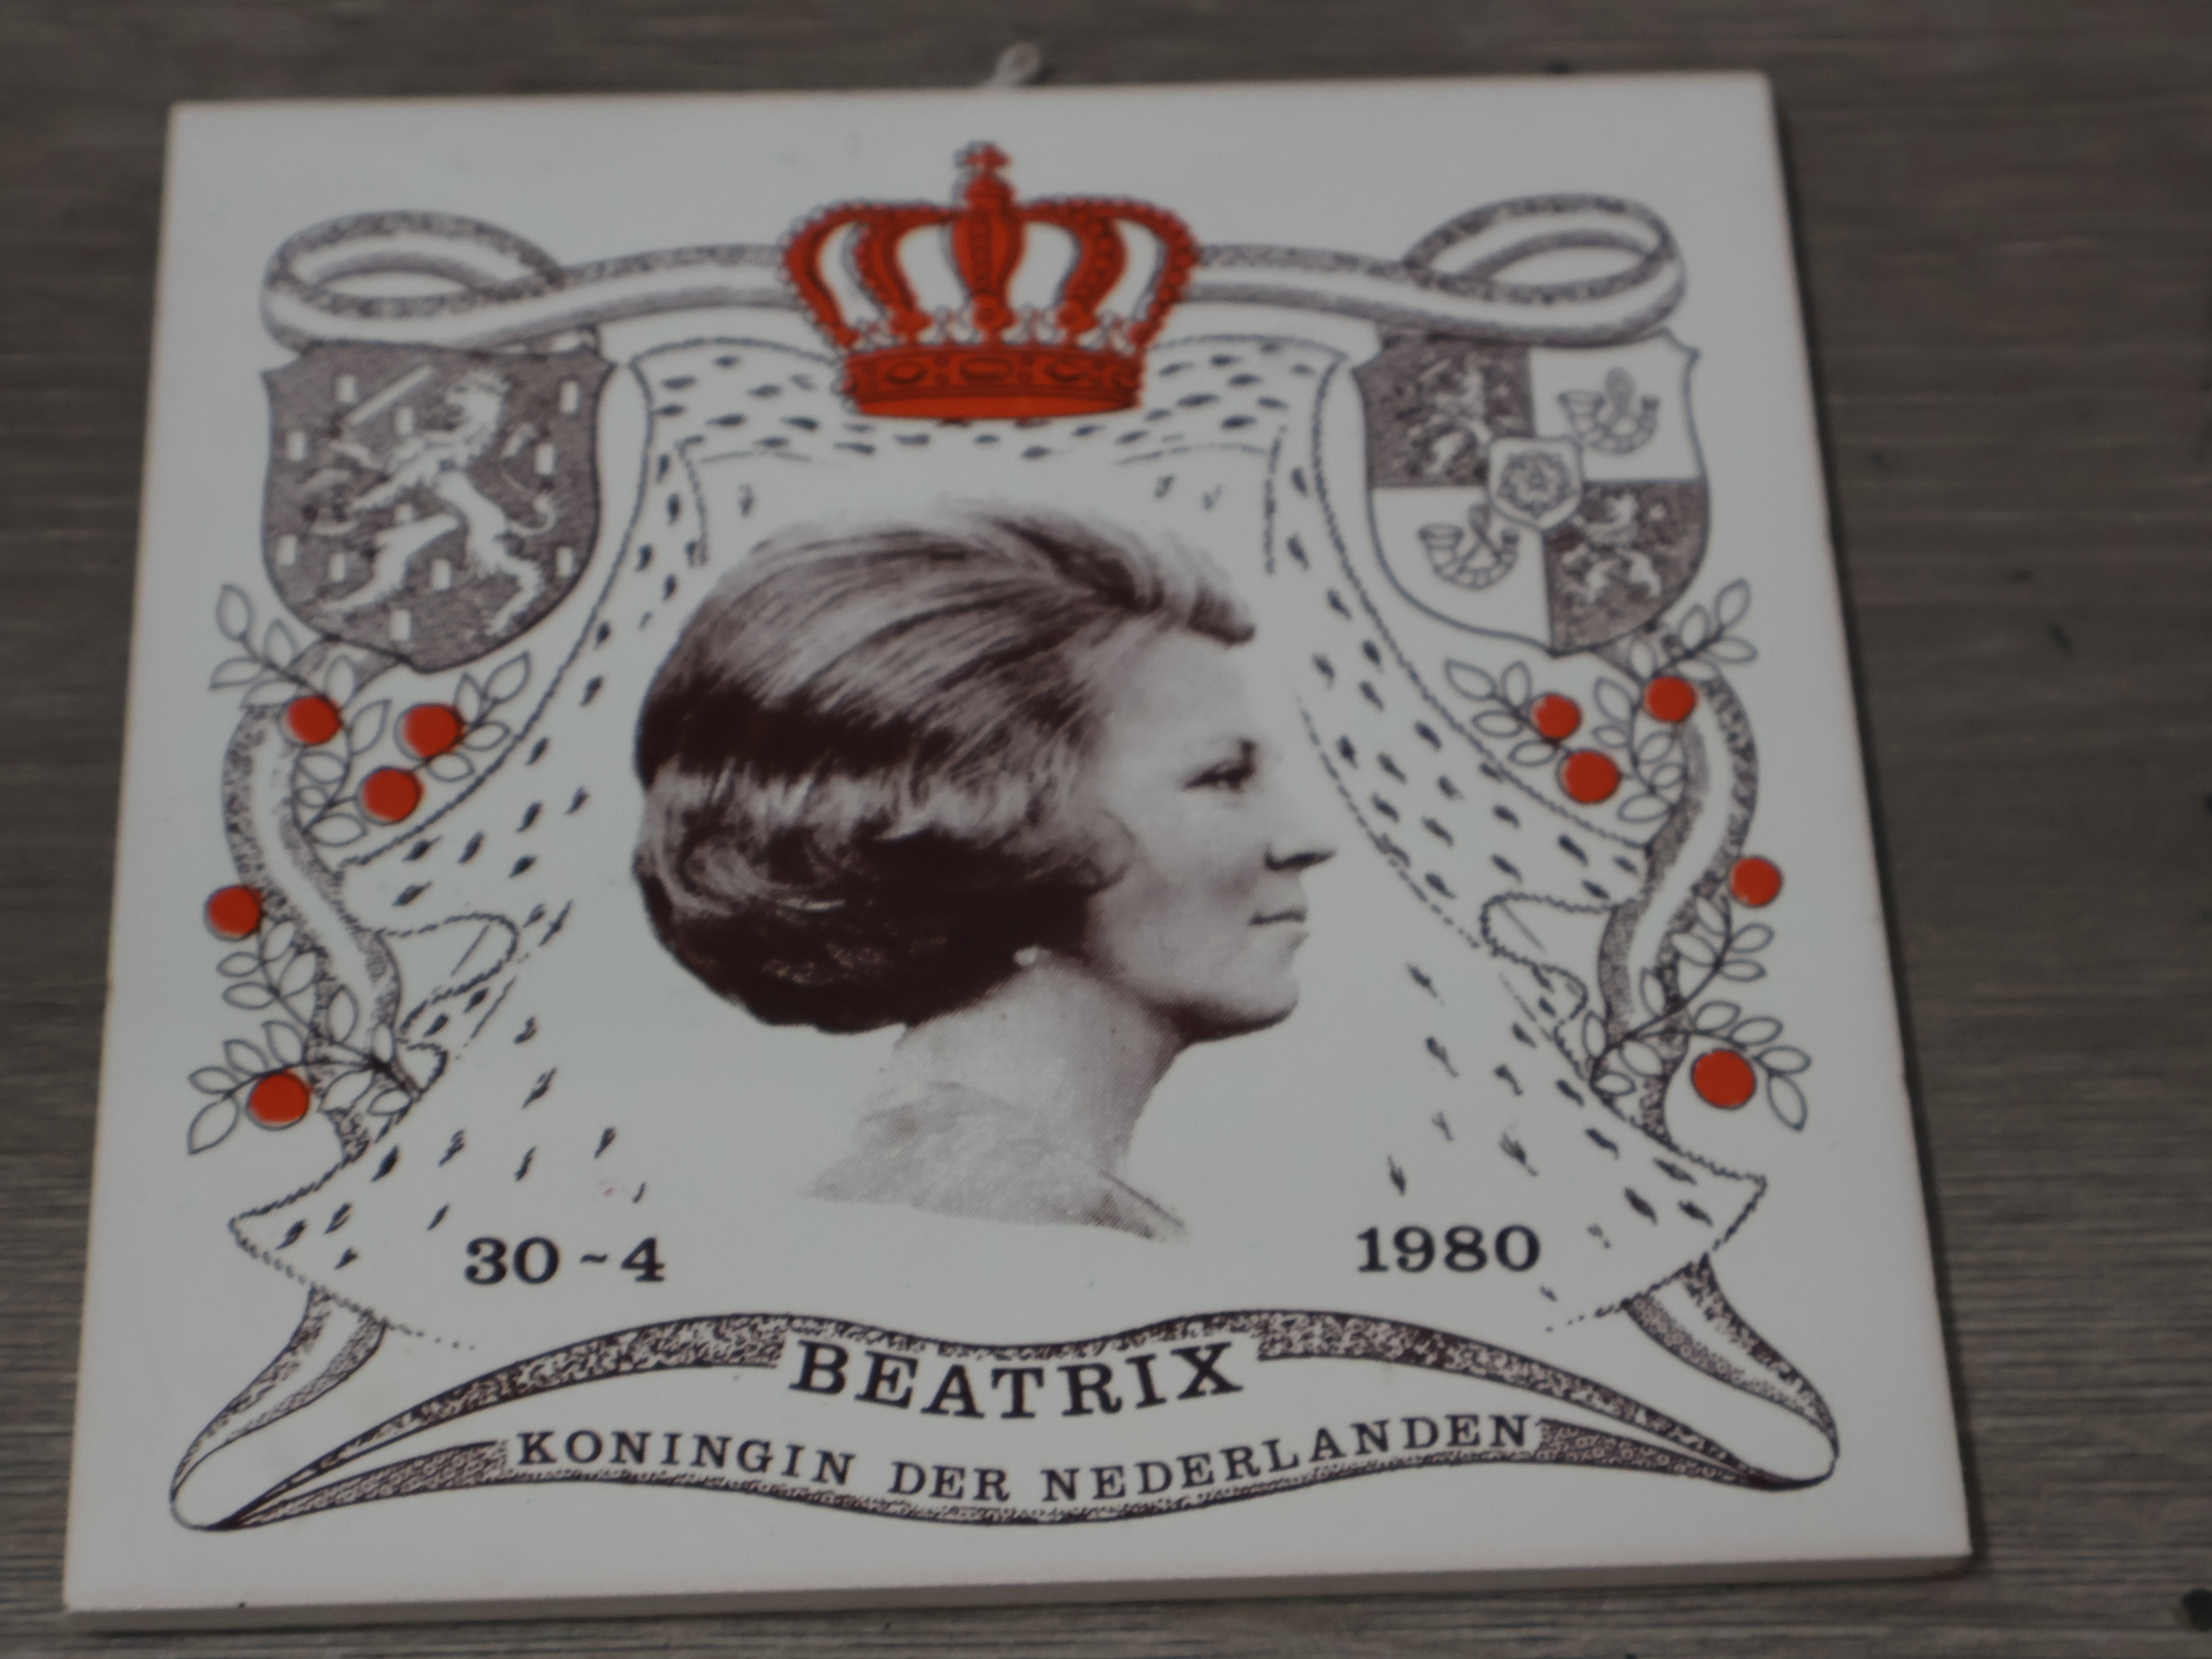 30~4 1980
BEATRIX
KONINGIN DER NEDERLANDEN